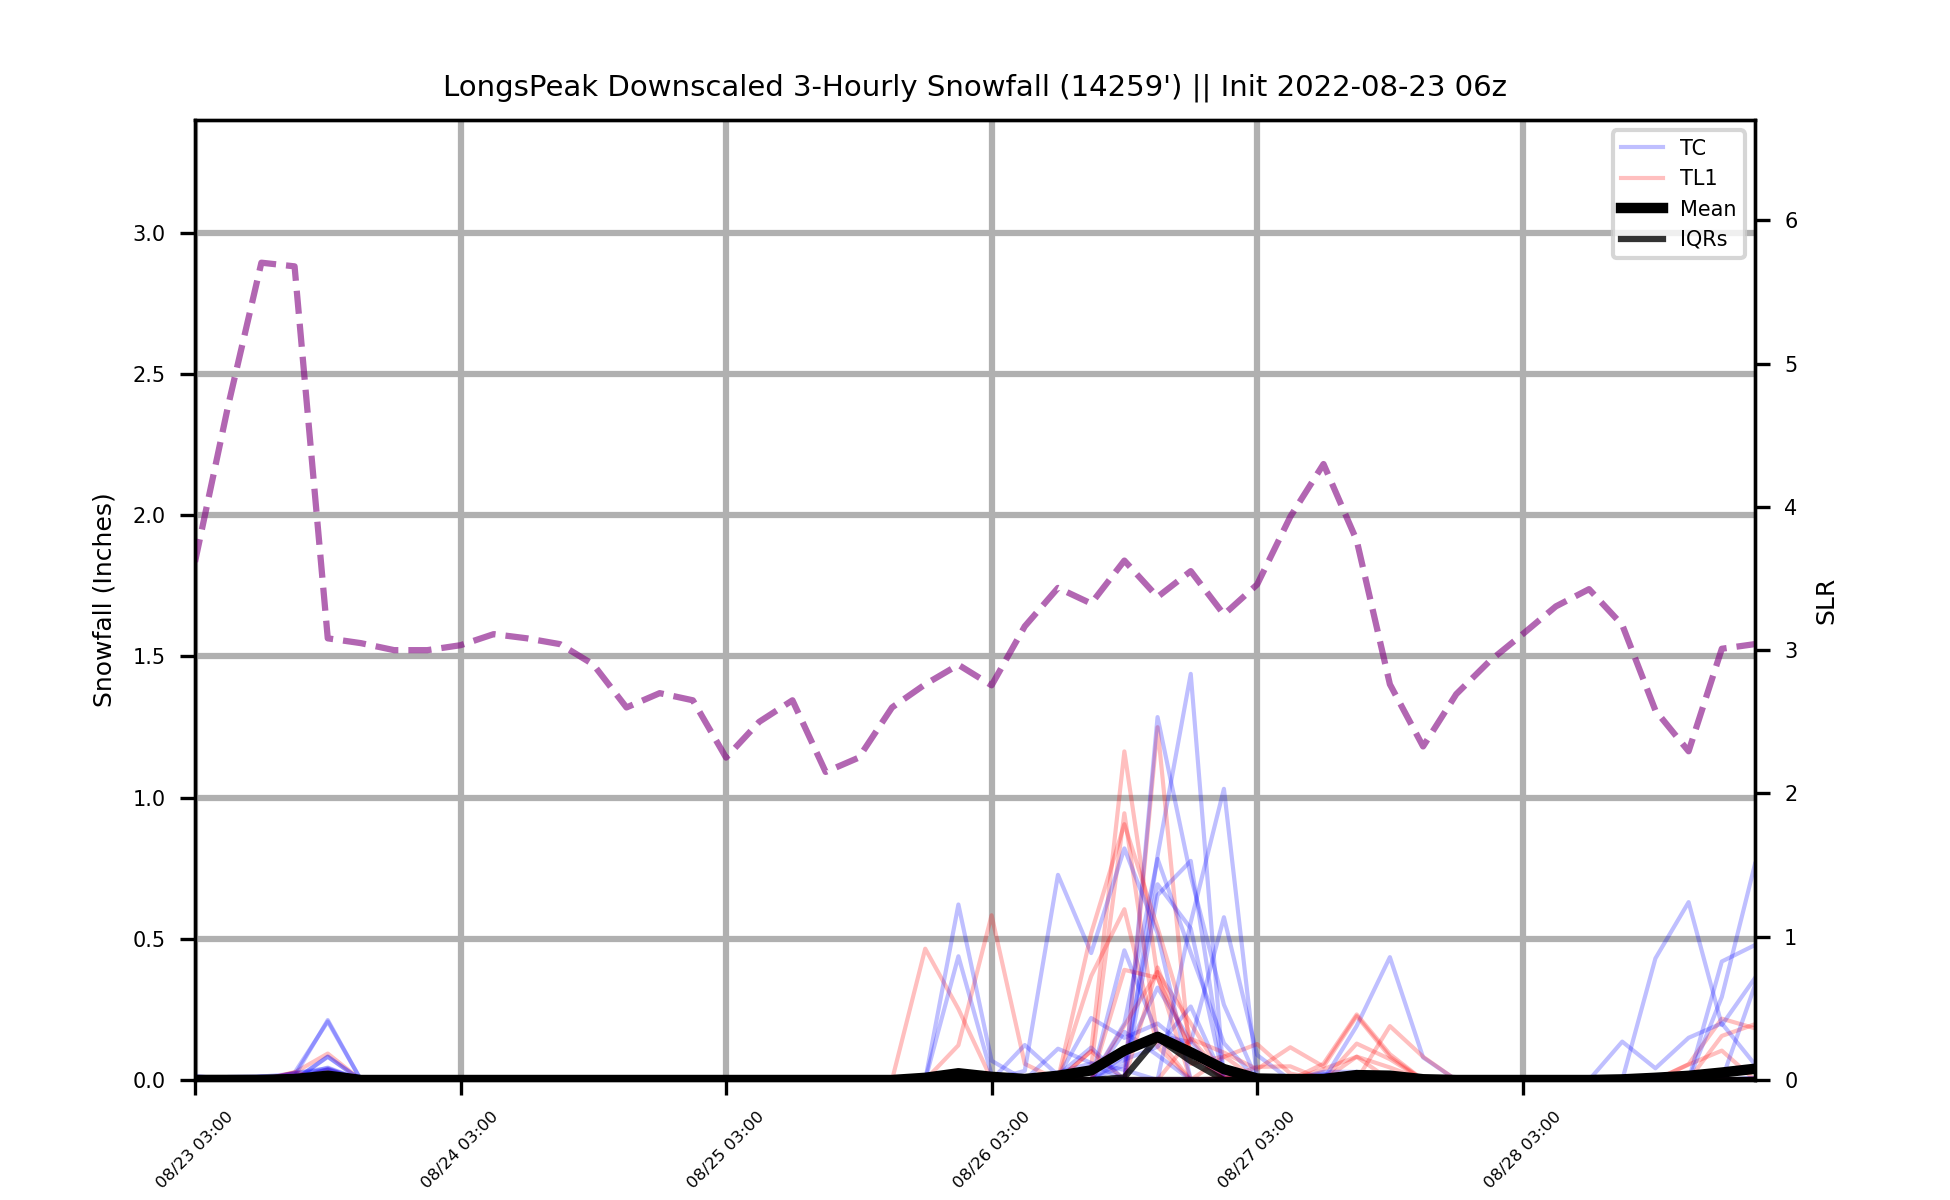 LongsPeak Downscaled 3-Hourly Snowfall (14259') || Init 2022-08-23 06z
TC
TL1
Mean
IQRs
Snowfall (Inches)
3.0
2.5
2.0
1.5
1.0
0.5
0.0
SLR
6
5
4
3
2
1
0
08/23 03:00
08/24 03:00
08/25 03:00
08/26 03:00
08/27 03:00
08/28 03:00